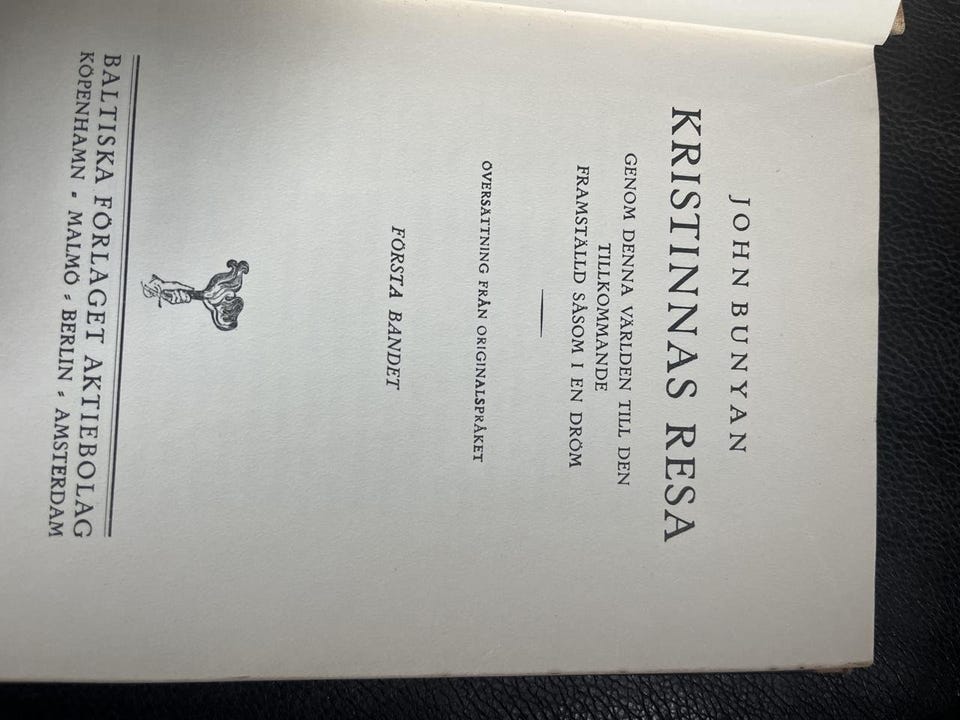 JOHN BUNYAN
KRISTINNAS RESA
GENOM DENNA VÄRLDEN TILL DEN
TILLKOMMANDE
FRAMSTÄLLD SÅSOM I EN DRÖM
ÖVERSÄTTNING FRÅN ORIGINALSPRÅKET
FÖRSTA BANDET
BALTISKA FÖRLAGET AKTIEBOLAG
KÖPENHAMN - MALMÖ - BERLIN - AMSTERDAM